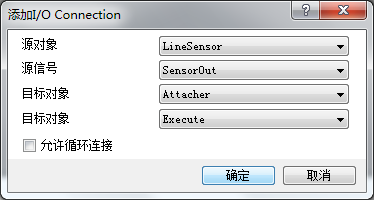 添加I/O Connection
源对象 LineSensor
源信号 SensorOut
目标对象 Attacher
目标对象 Execute
允许循环连接
确定 取消